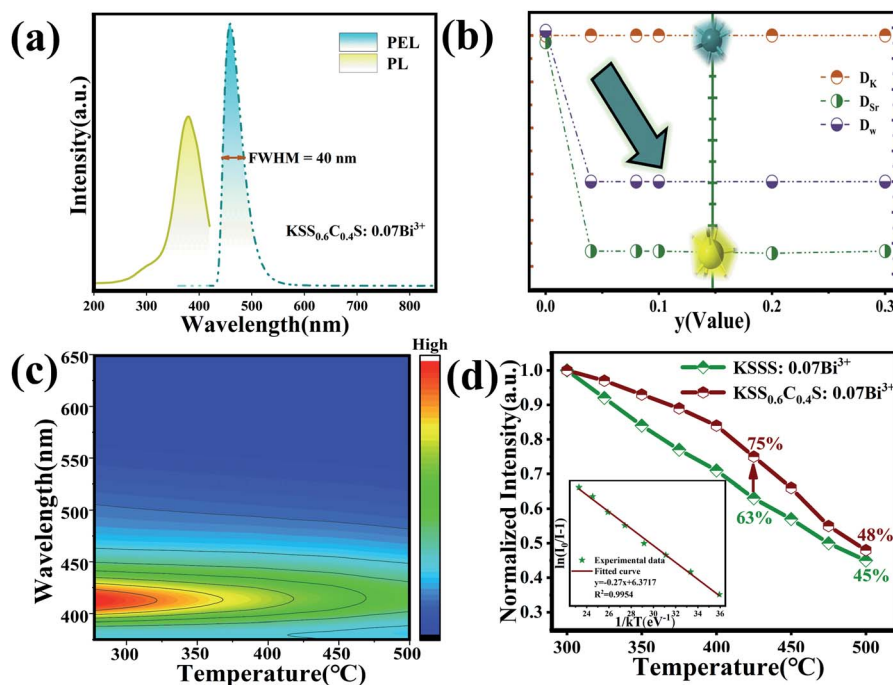 (a)
PEL
PL
FWHM = 40 nm
KSS0.6C0.4S: 0.07Bi3+
Intensity(a.u.)
200 300 400 500 600 700 800
Wavelength(nm)
(b)
DK
DSr
Dw
0.0 0.1 0.2 0.3
y(Value)
(c)
High
650
600
550
500
450
400
Wavelength(nm)
300 350 400 450 500
Temperature(°C)
(d)
KSSS: 0.07Bi3+
KSS0.6C0.4S: 0.07Bi3+
1.0
0.9
0.8
0.7
0.6
0.5
0.4
0.3
Normalized Intensity(a.u.)
75%
63%
48%
45%
ln(I0/I-1)
Experimental data
Fitted curve
y=-0.27x+6.3717
R2=0.9954
24 26 28 30 32 34 36
1/kT(eV-1)
300 350 400 450 500
Temperature(°C)